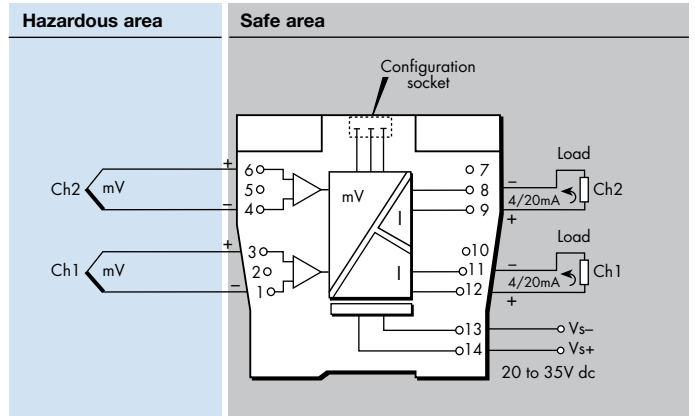 Hazardous area
Safe area
Configuration
socket
Ch2
mV
+
–
6
5
4
Ch1
mV
+
–
3
2
1
mV
I
I
7
8
9
–
+
4/20mA
Load
Ch2
10
11
12
–
+
4/20mA
Load
Ch1
13
14
Vs–
Vs+
20 to 35V dc